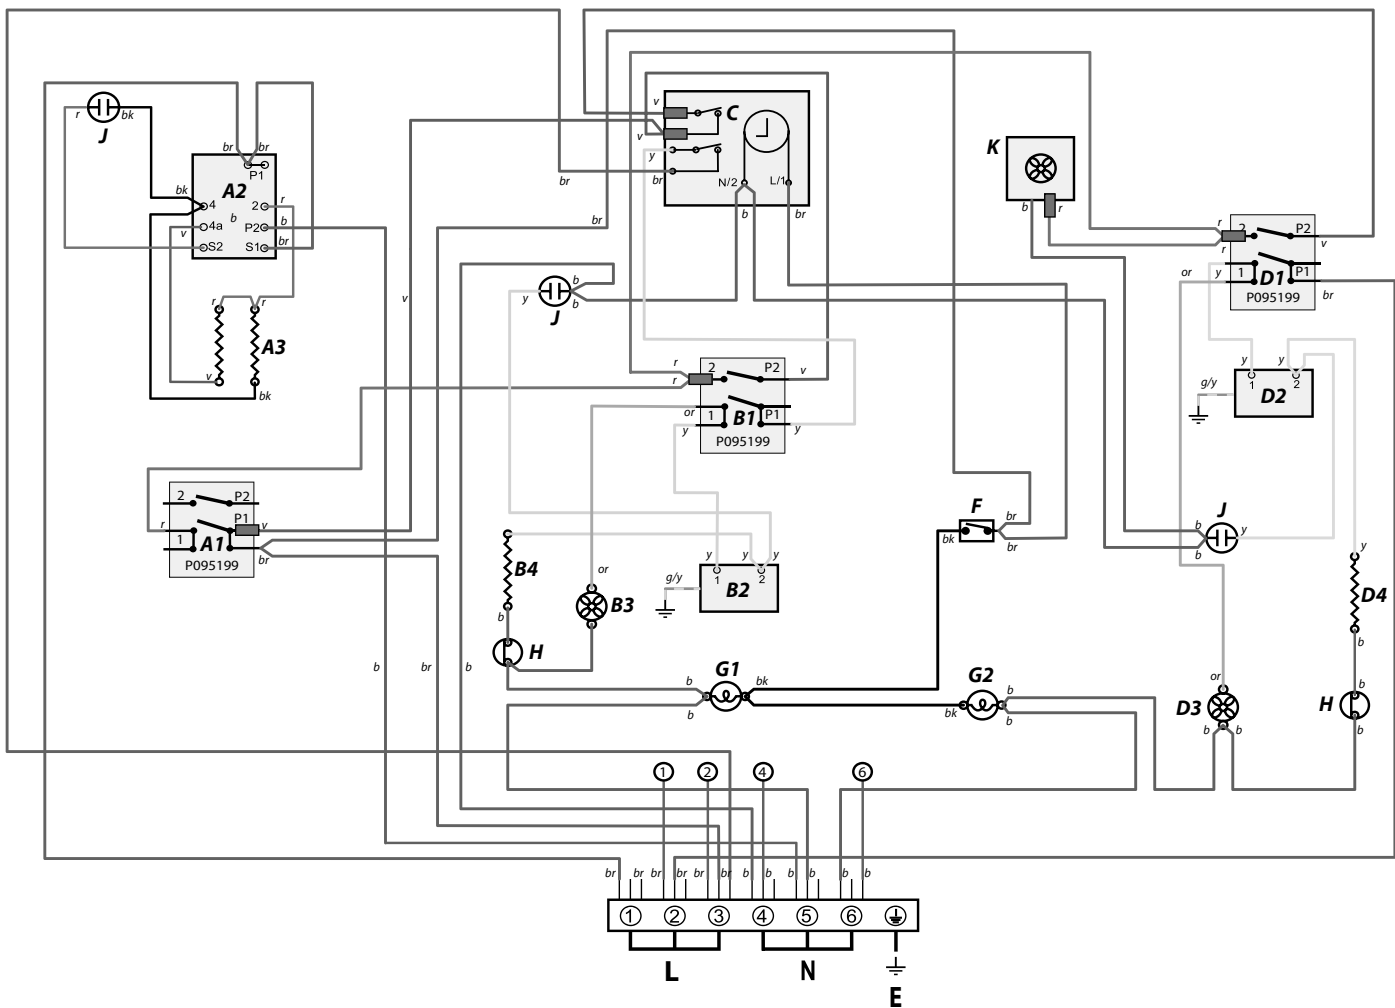 r
J
bk
br
br
P1
A2
bk
4
2
r
b
v
4a
P2
b
S2
S1
br
r
r
A3
v
bk
v
C
v
y
br
br
N/2
L/1
b
br
br
K
b
r
r
2
P2
r
v
or
y
1
P1
D1
br
P095199
v
y
b
b
J
r
2
P2
v
r
or
1
P1
B1
y
y
P095199
y
y
g/y
1
2
D2
2
P2
r
P1
v
1
A1
br
P095199
F
br
bk
br
J
b
y
b
y
y
y
or
B4
g/y
1
2
B2
B3
b
H
y
D4
b
b
br
b
G1
b
bk
b
G2
b
bk
b
or
D3
b
H
b
b
b
1
2
4
6
br
br
br
br
br
br
b
b
b
b
b
b
1
2
3
4
5
6
L
N
E